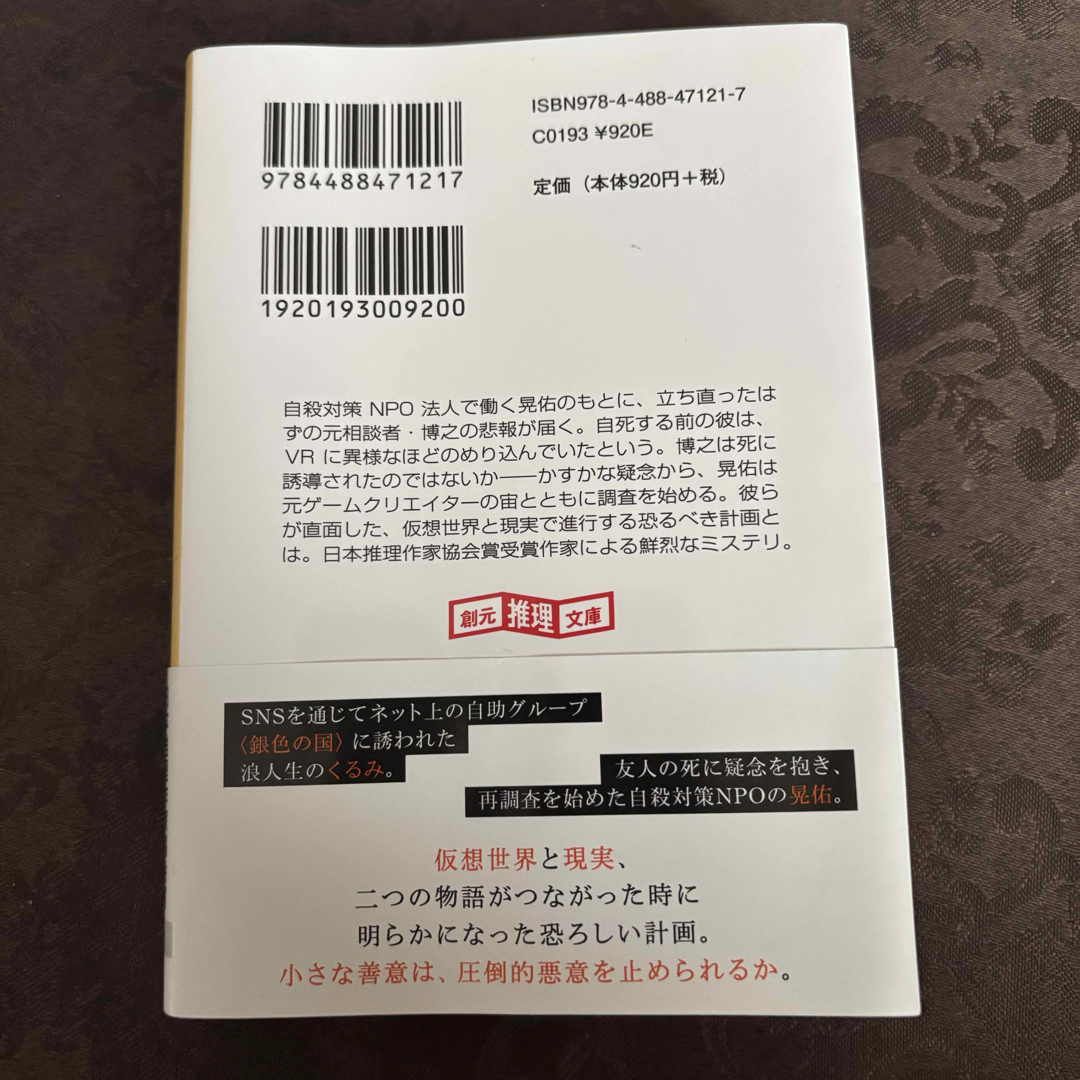 ISBN978-4-488-47121-7
C0193 ¥920E
定価（本体920円＋税）
9784488471217
1920193009200
自殺対策 NPO 法人で働く晃佑のもとに、立ち直ったは
ずの元相談者・博之の悲報が届く。自死する前の彼は、
VR に異様なほどのめり込んでいたという。博之は死に
誘導されたのではないか――かすかな疑念から、晃佑は
元ゲームクリエイターの宙とともに調査を始める。彼ら
が直面した、仮想世界と現実で進行する恐るべき計画と
は。日本推理作家協会賞受賞作家による鮮烈なミステリ。
創元推理文庫
SNSを通じてネット上の自助グループ
〈銀色の国〉に誘われた
浪人生のくるみ。
友人の死に疑念を抱き、
再調査を始めた自殺対策NPOの晃佑。
仮想世界と現実、
二つの物語がつながった時に
明らかになった恐ろしい計画。
小さな善意は、圧倒的悪意を止められるか。